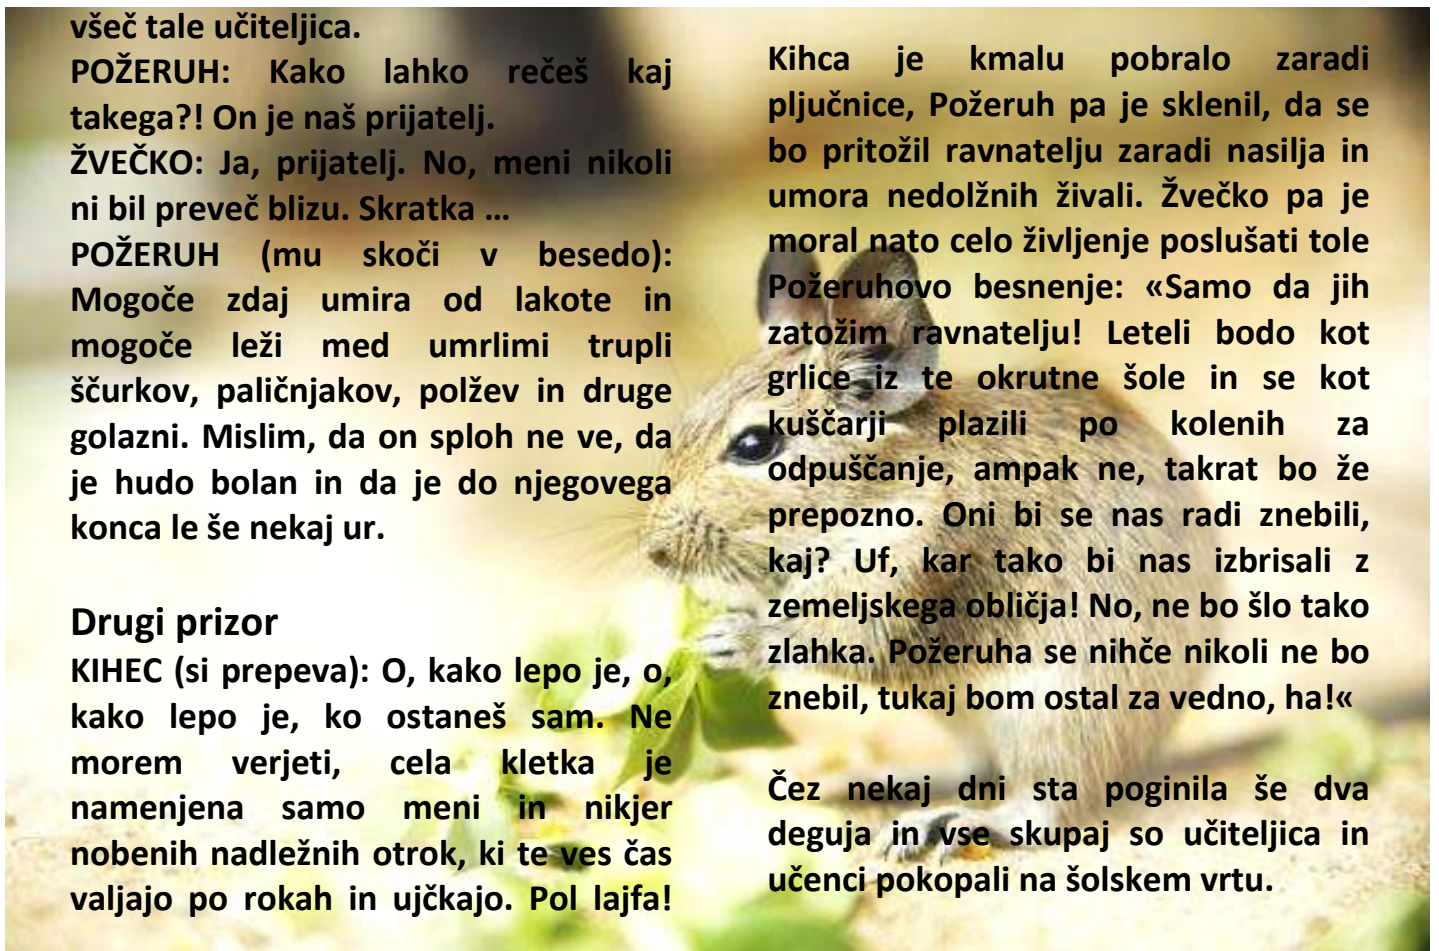 všeč tale učiteljica.
POŽERUH: Kako lahko rečeš kaj
takega?! On je naš prijatelj.
ŽVEČKO: Ja, prijatelj. No, meni nikoli
ni bil preveč blizu. Skratka …
POŽERUH (mu skoči v besedo):
Mogoče zdaj umira od lakote in
mogoče leži med umrlimi trupli
ščurkov, paličnjakov, polžev in druge
golazni. Mislim, da on sploh ne ve, da
je hudo bolan in da je do njegovega
konca le še nekaj ur.
Drugi prizor
KIHEC (si prepeva): O, kako lepo je, o,
kako lepo je, ko ostaneš sam. Ne
morem verjeti, cela kletka je
namenjena samo meni in nikjer
nobenih nadležnih otrok, ki te ves čas
valjajo po rokah in ujčkajo. Pol lajfa!
Kihca je kmalu pobralo zaradi
pljučnice, Požeruh pa je sklenil, da se
bo pritožil ravnatelju zaradi nasilja in
umora nedolžnih živali. Žvečko pa je
moral nato celo življenje poslušati tole
Požeruhovo besnenje: «Samo da jih
zatožim ravnatelju! Leteli bodo kot
grlice iz te okrutne šole in se kot
kuščarji plazili po kolenih za
odpuščanje, ampak ne, takrat bo že
prepozno. Oni bi se nas radi znebili,
kaj? Uf, kar tako bi nas izbrisali z
zemeljskega obličja! No, ne bo šlo tako
zlahka. Požeruha se nihče nikoli ne bo
znebil, tukaj bom ostal za vedno, ha!«
Čez nekaj dni sta poginila še dva
deguja in vse skupaj so učiteljica in
učenci pokopali na šolskem vrtu.